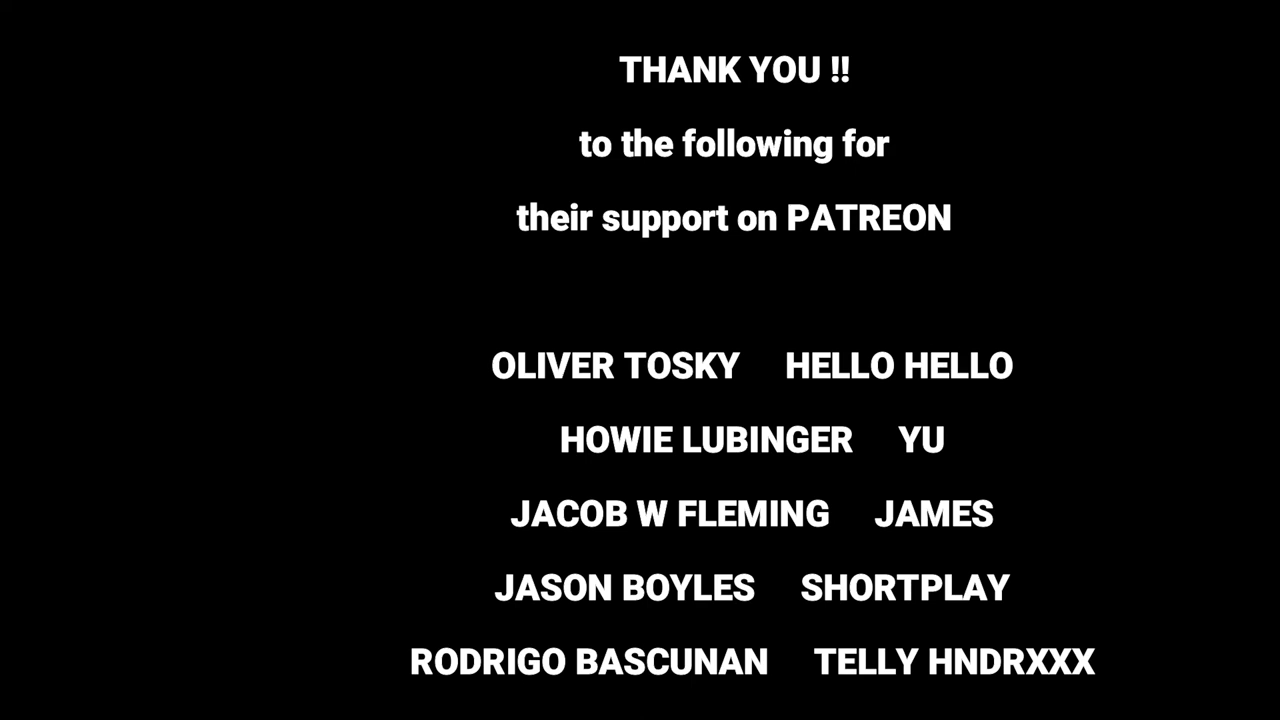 THANK YOU !!
to the following for
their support on PATREON
OLIVER TOSKY HELLO HELLO
HOWIE LUBINGER YU
JACOB W FLEMING JAMES
JASON BOYLES SHORTPLAY
RODRIGO BASCUNAN TELLY HNDRXXX